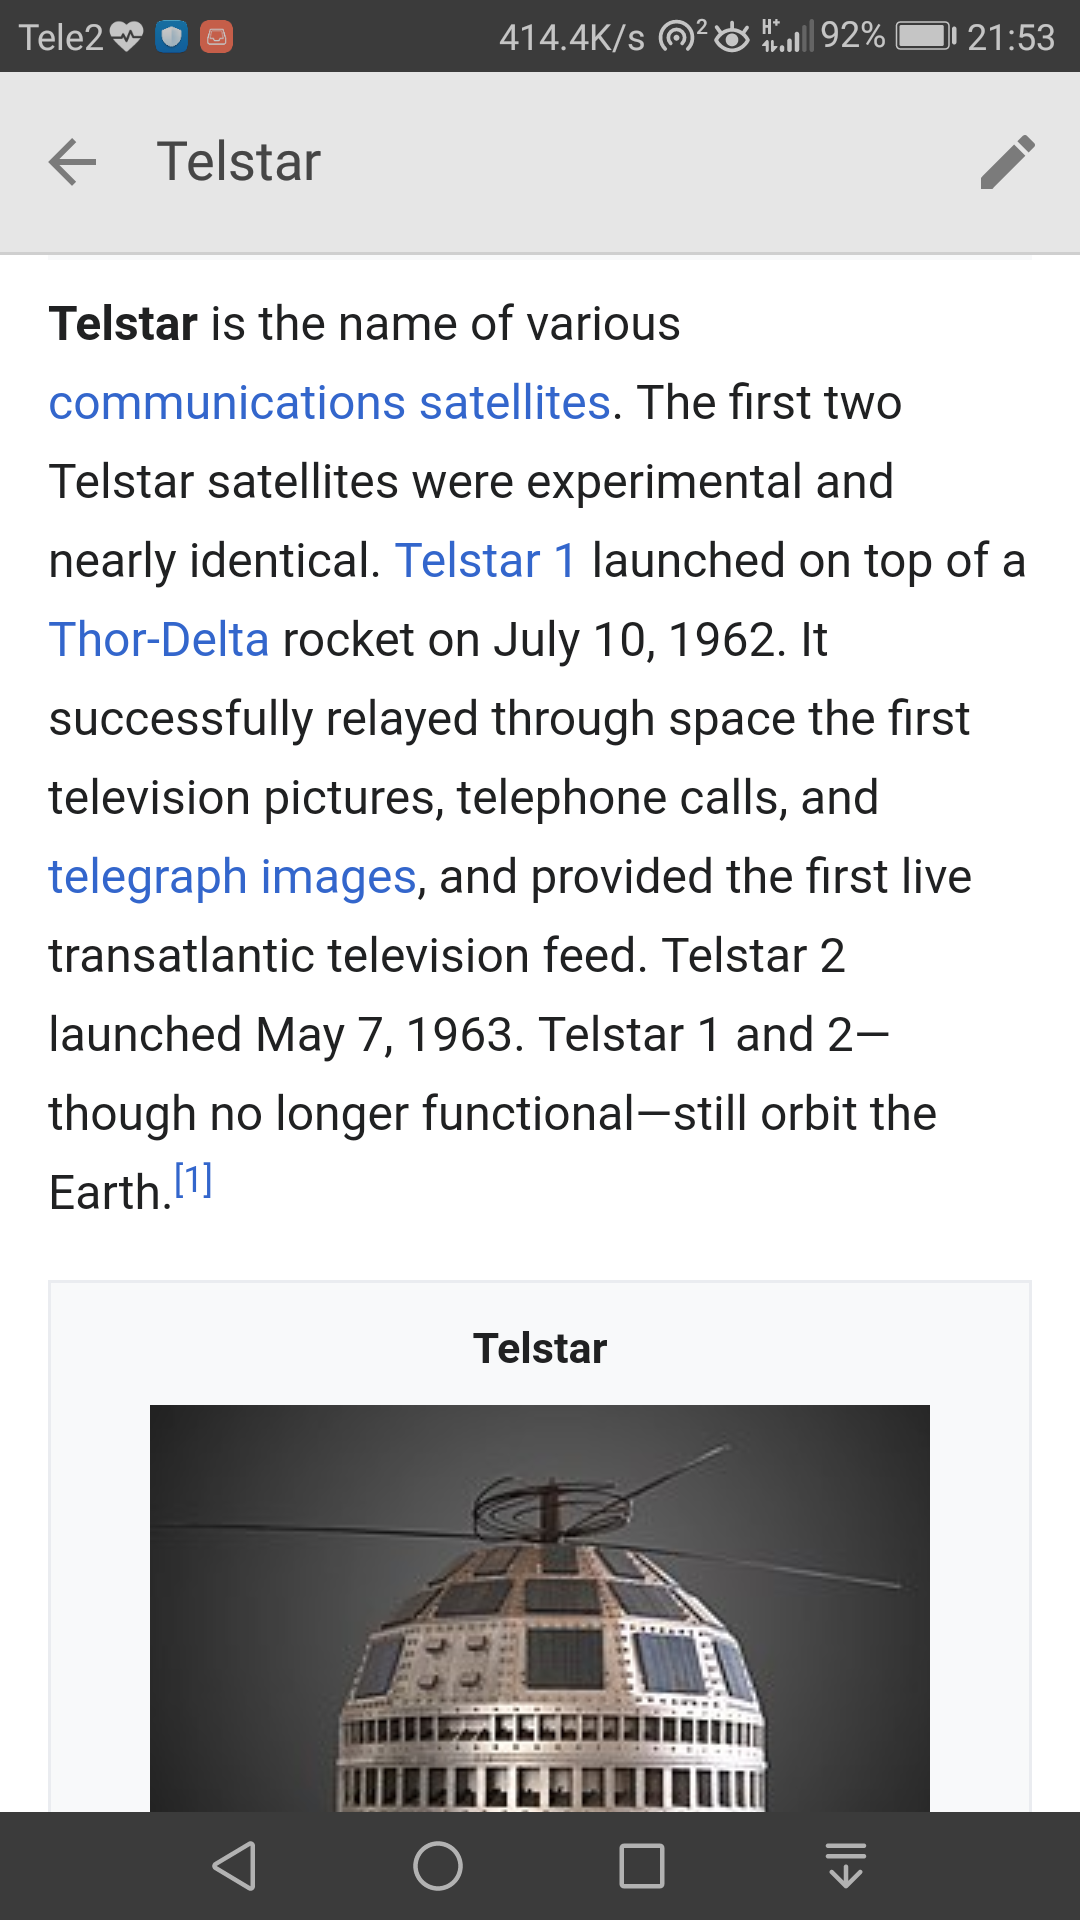 Tele2 414.4K/s 2 H+ 92% 21:53
Telstar
Telstar is the name of various
communications satellites. The first two
Telstar satellites were experimental and
nearly identical. Telstar 1 launched on top of a
Thor-Delta rocket on July 10, 1962. It
successfully relayed through space the first
television pictures, telephone calls, and
telegraph images, and provided the first live
transatlantic television feed. Telstar 2
launched May 7, 1963. Telstar 1 and 2—
though no longer functional—still orbit the
Earth.[1]
Telstar